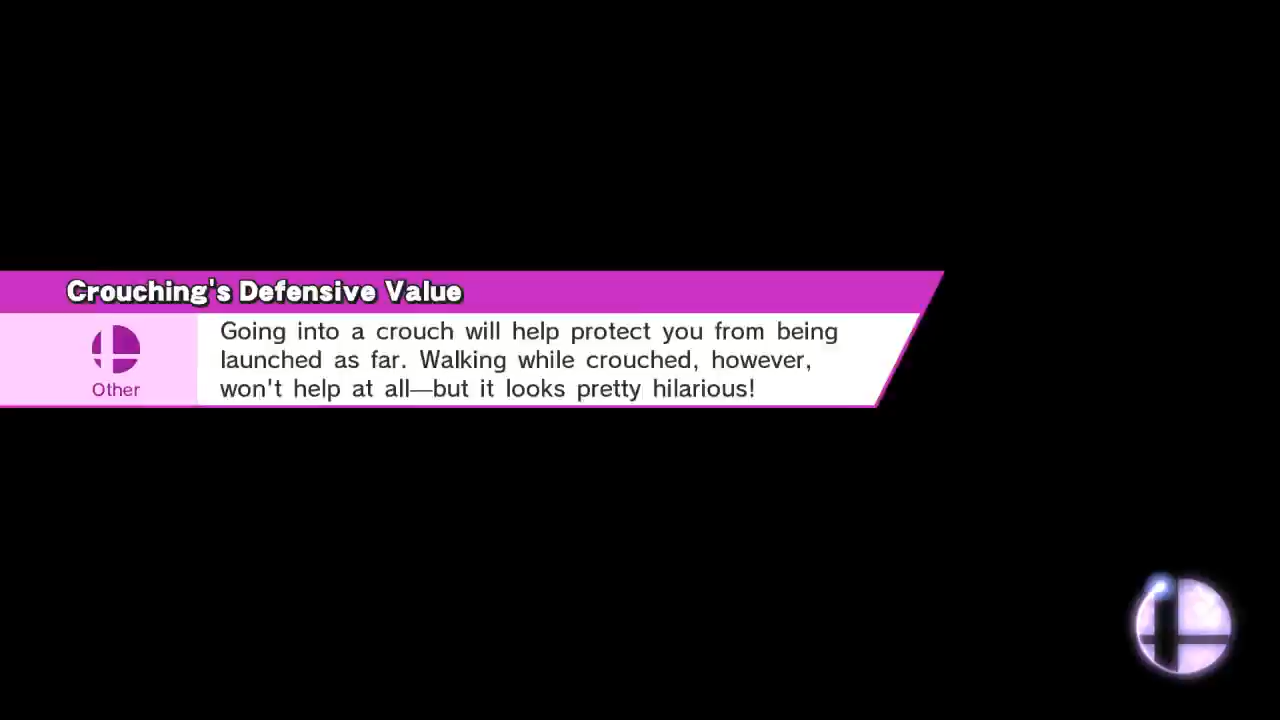 Crouching's Defensive Value
Going into a crouch will help protect you from being
launched as far. Walking while crouched, however,
won't help at all—but it looks pretty hilarious!
Other